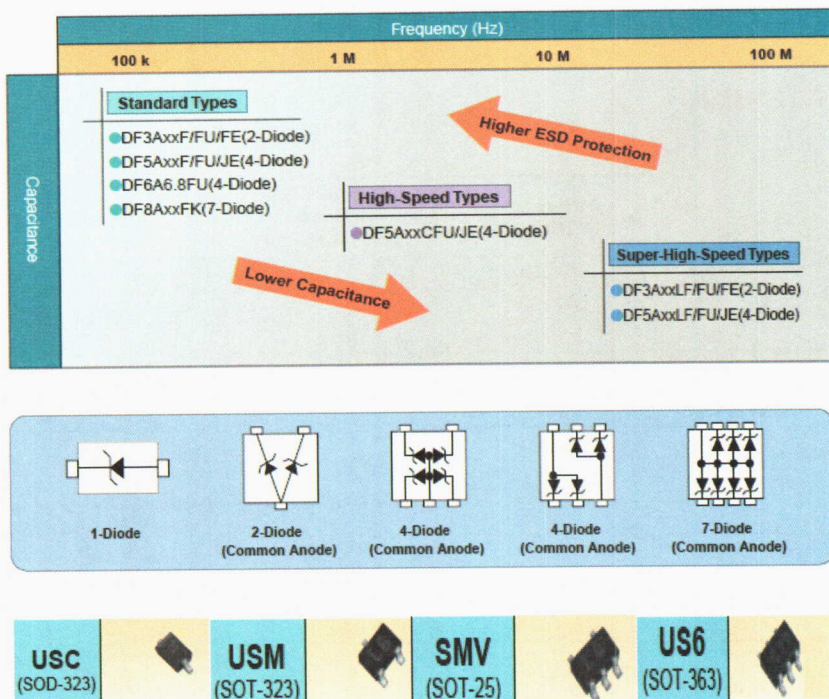 Frequency (Hz)
100 k 1 M 10 M 100 M
Capacitance
Standard Types
DF3AxxF/FU/FE(2-Diode)
DF5AxxF/FU/JE(4-Diode)
DF6A6.8FU(4-Diode)
DF8AxxFK(7-Diode)
Higher ESD Protection
High-Speed Types
DF5AxxCFU/JE(4-Diode)
Lower Capacitance
Super-High-Speed Types
DF3AxxLF/FU/FE(2-Diode)
DF5AxxLF/FU/JE(4-Diode)
1-Diode
2-Diode
(Common Anode)
4-Diode
(Common Anode)
4-Diode
(Common Anode)
7-Diode
(Common Anode)
USC
(SOD-323)
USM
(SOT-323)
SMV
(SOT-25)
US6
(SOT-363)